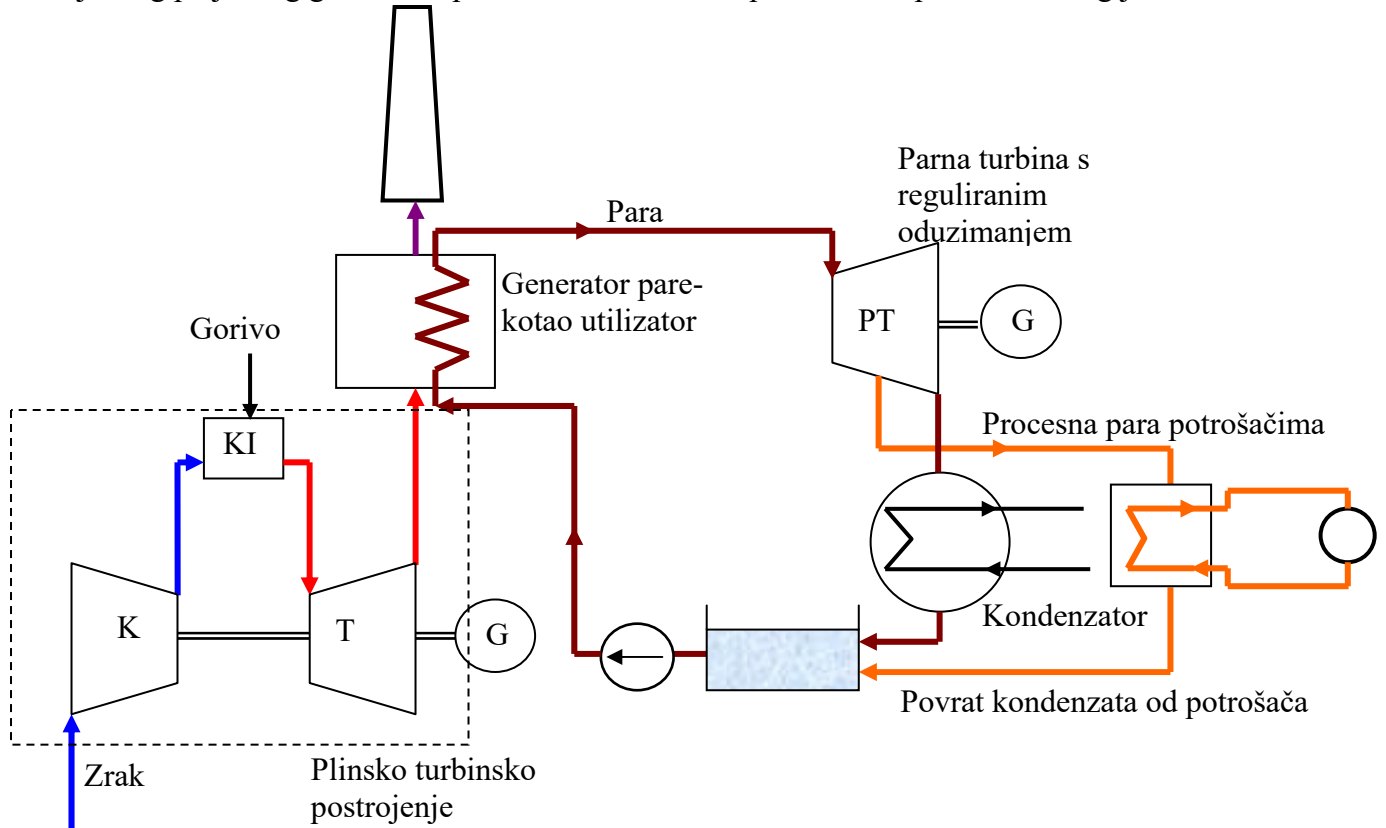 Parna turbina s
reguliranim
oduzimanjem
Para
Generator pare-
kotao utilizator
PT
G
Gorivo
KI
Procesna para potrošačima
K
T
G
Kondenzator
Povrat kondenzata od potrošača
Zrak
Plinsko turbinsko
postrojenje